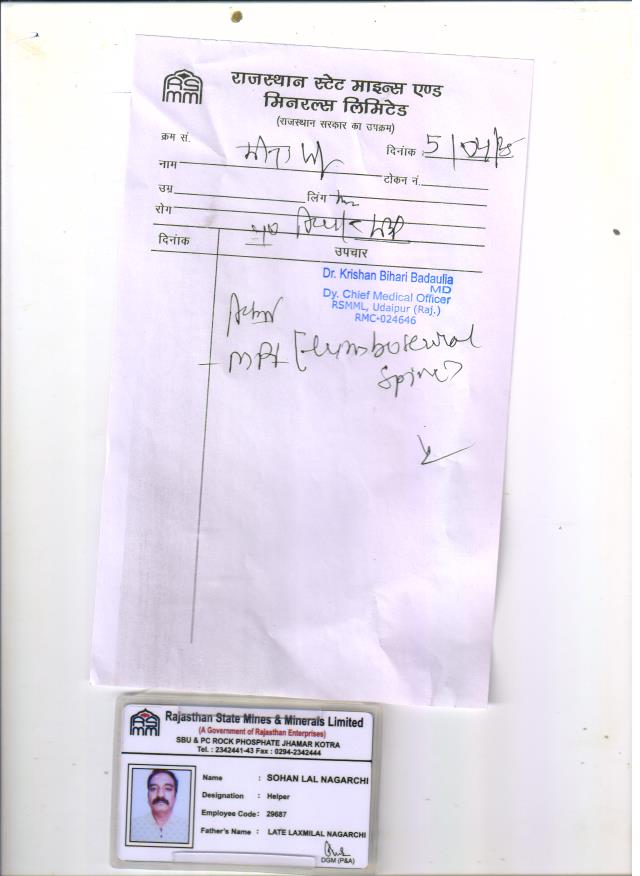 राजस्थान स्टेट माइन्स एण्ड
मिनरल्स लिमिटेड
(राजस्थान सरकार का उपक्रम)
RSMM
क्रम सं.
दिनांक 5/04/
नाम
टोकन नं.
उम्र
लिंग
रोग
दिनांक
उपचार
Dr. Krishan Bihari Badaulia
MD
Dy. Chief Medical Officer
RSMML, Udaipur (Raj.)
RMC-024646
Advi
MRI [Lumbosacral
Spine]
RSMM
Rajasthan State Mines & Minerals Limited
(A Government of Rajasthan Enterprises)
SBU & PC ROCK PHOSPHATE JHAMAR KOTRA
Tel. : 2342441-43 Fax : 0294-2342444
Name : SOHAN LAL NAGARCHI
Designation : Helper
Employee Code : 29687
Father's Name : LATE LAXMILAL NAGARCHI
DGM (P&A)